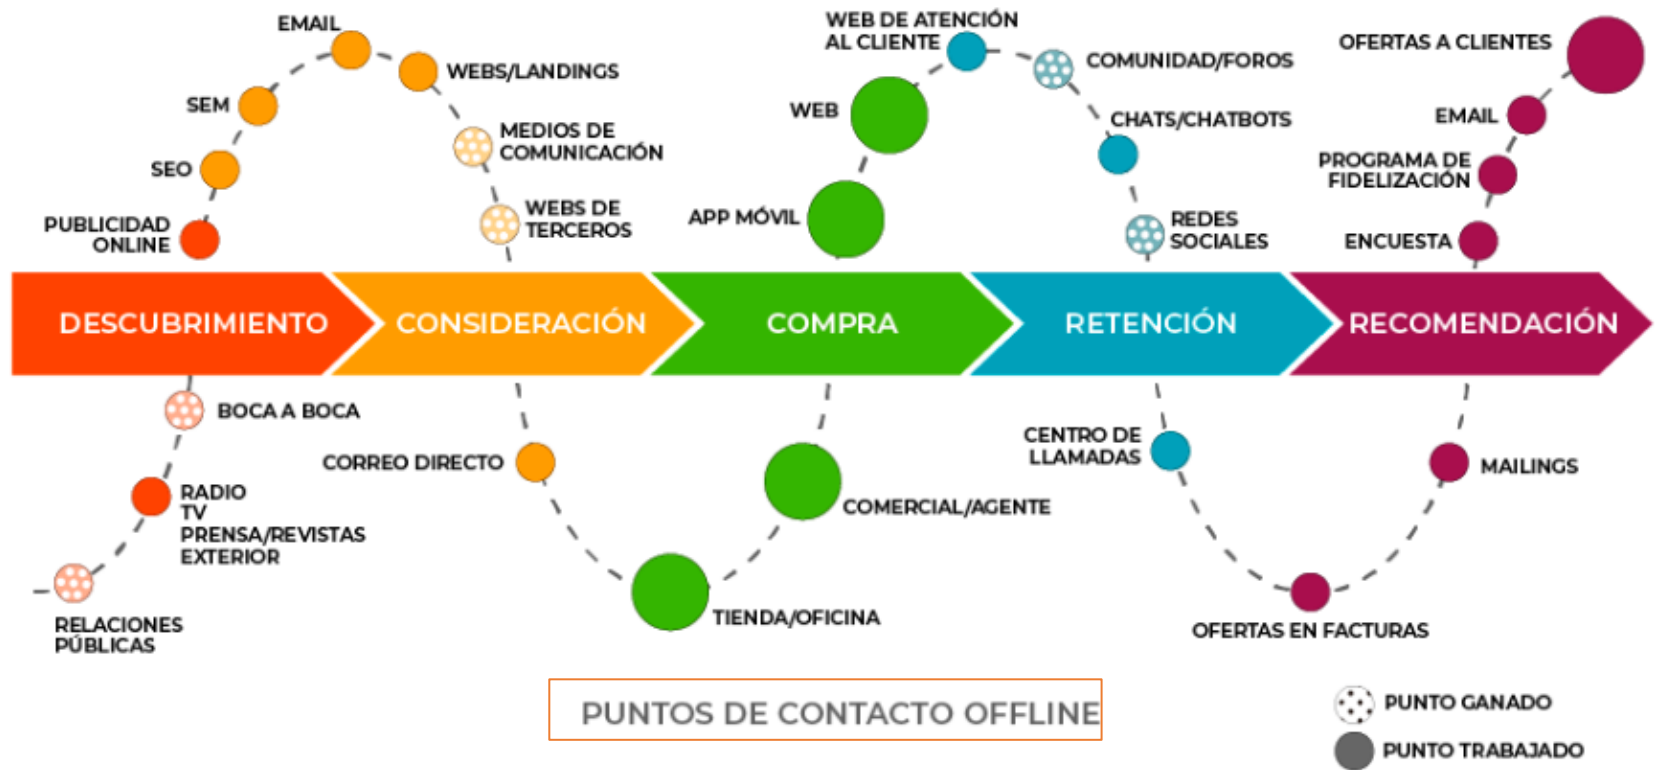 EMAIL
WEBS/LANDINGS
SEM
MEDIOS DE
COMUNICACIÓN
SEO
WEBS DE
TERCEROS
PUBLICIDAD
ONLINE
WEB DE ATENCIÓN
AL CLIENTE
COMUNIDAD/FOROS
WEB
CHATS/CHATBOTS
APP MÓVIL
REDES
SOCIALES
OFERTAS A CLIENTES
EMAIL
PROGRAMA DE
FIDELIZACIÓN
ENCUESTA
DESCUBRIMIENTO
CONSIDERACIÓN
COMPRA
RETENCIÓN
RECOMENDACIÓN
BOCA A BOCA
RADIO
TV
PRENSA/REVISTAS
EXTERIOR
RELACIONES
PÚBLICAS
CORREO DIRECTO
COMERCIAL/AGENTE
TIENDA/OFICINA
CENTRO DE
LLAMADAS
MAILINGS
OFERTAS EN FACTURAS
PUNTOS DE CONTACTO OFFLINE
PUNTO GANADO
PUNTO TRABAJADO